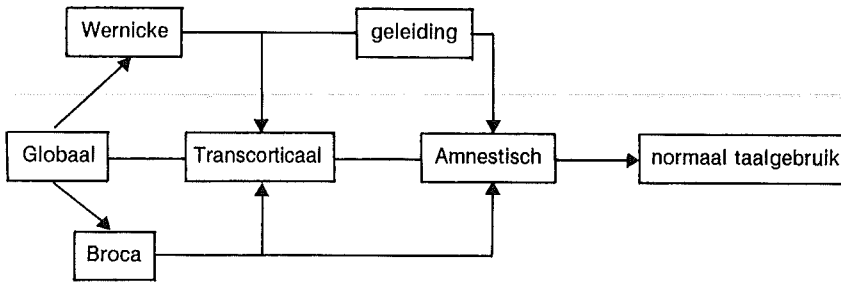 Wernicke
geleiding
Globaal
Transcorticaal
Amnestisch
normaal taalgebruik
Broca